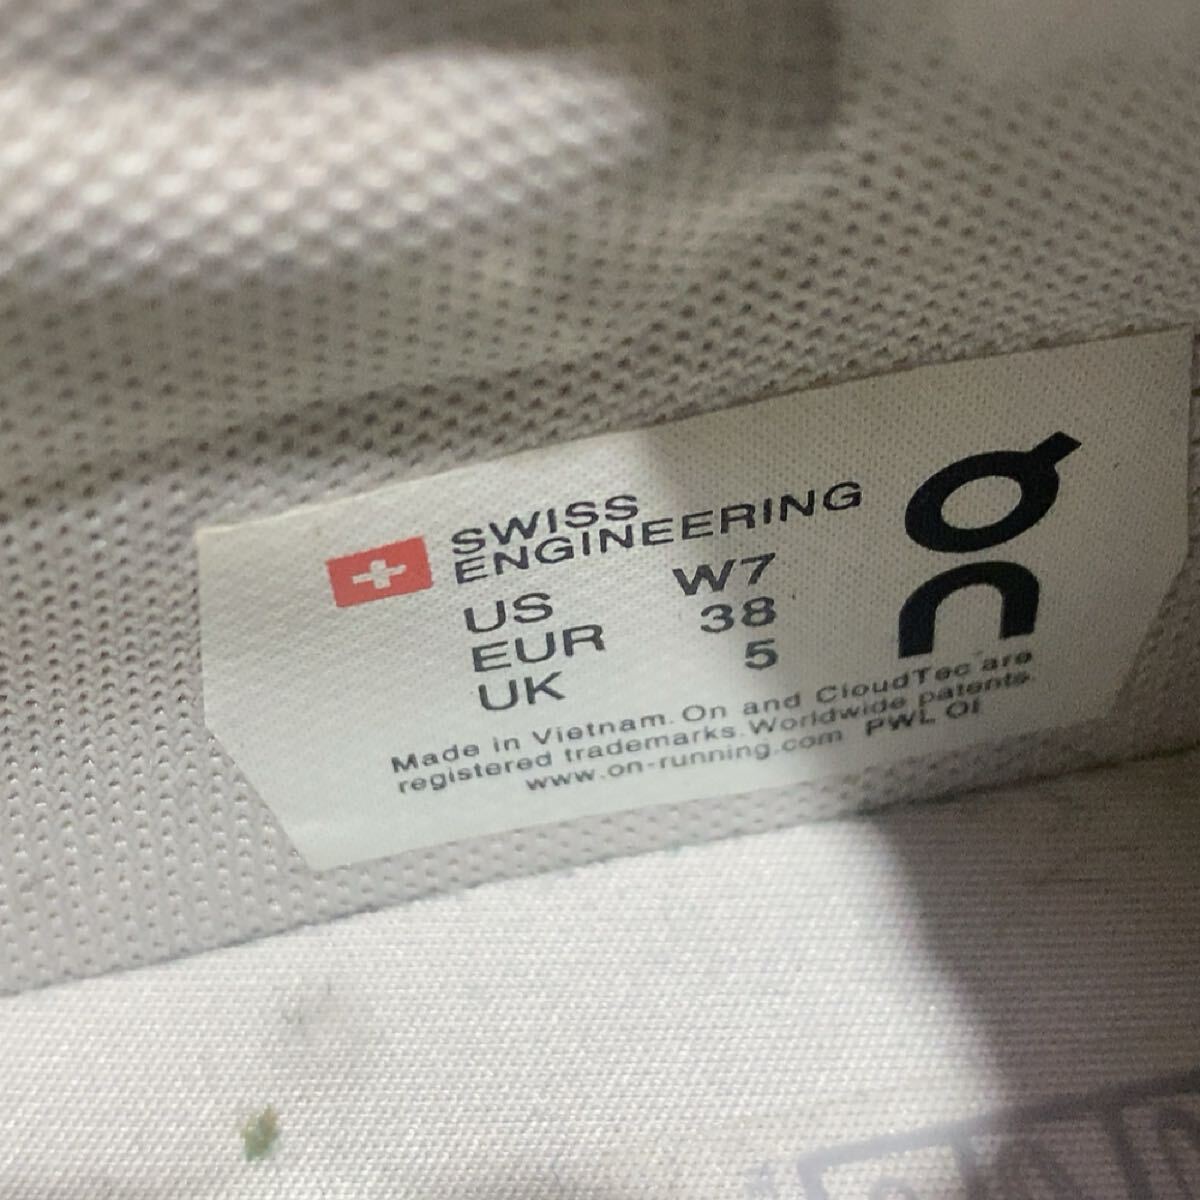 SWISS
ENGINEERING
US W7
EUR 38
UK 5
Made in Vietnam. On and CloudTec are
registered trademarks. Worldwide patents.
www.on-running.com PWL OI
On